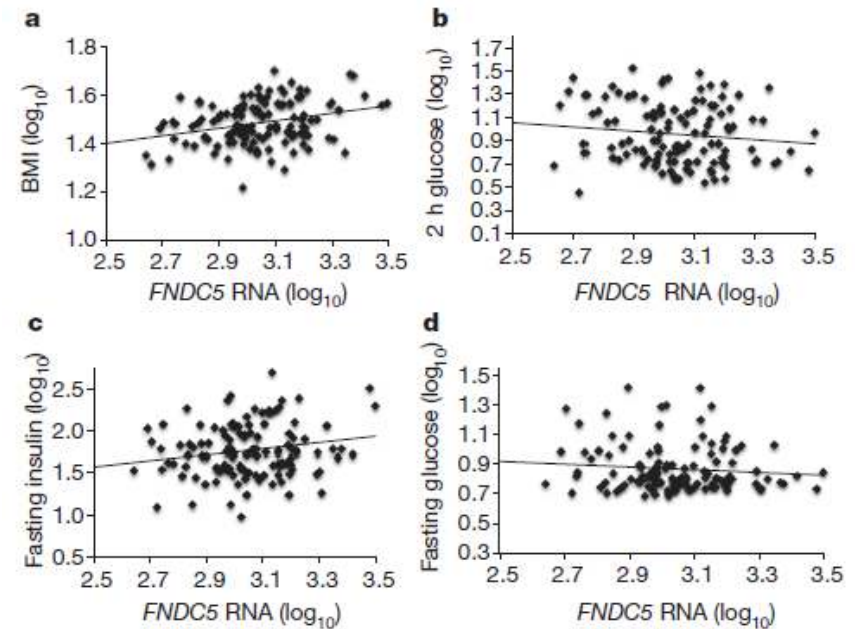 a
BMI (log10)
1.8
1.6
1.4
1.2
1.0
2.5 2.7 2.9 3.1 3.3 3.5
FNDC5 RNA (log10)
b
2 h glucose (log10)
1.7
1.5
1.3
1.1
0.9
0.7
0.5
0.3
0.1
2.5 2.7 2.9 3.1 3.3 3.5
FNDC5 RNA (log10)
c
Fasting insulin (log10)
2.5
2.0
1.5
1.0
0.5
2.5 2.7 2.9 3.1 3.3 3.5
FNDC5 RNA (log10)
d
Fasting glucose (log10)
1.5
1.3
1.1
0.9
0.7
0.5
0.3
2.5 2.7 2.9 3.1 3.3 3.5
FNDC5 RNA (log10)